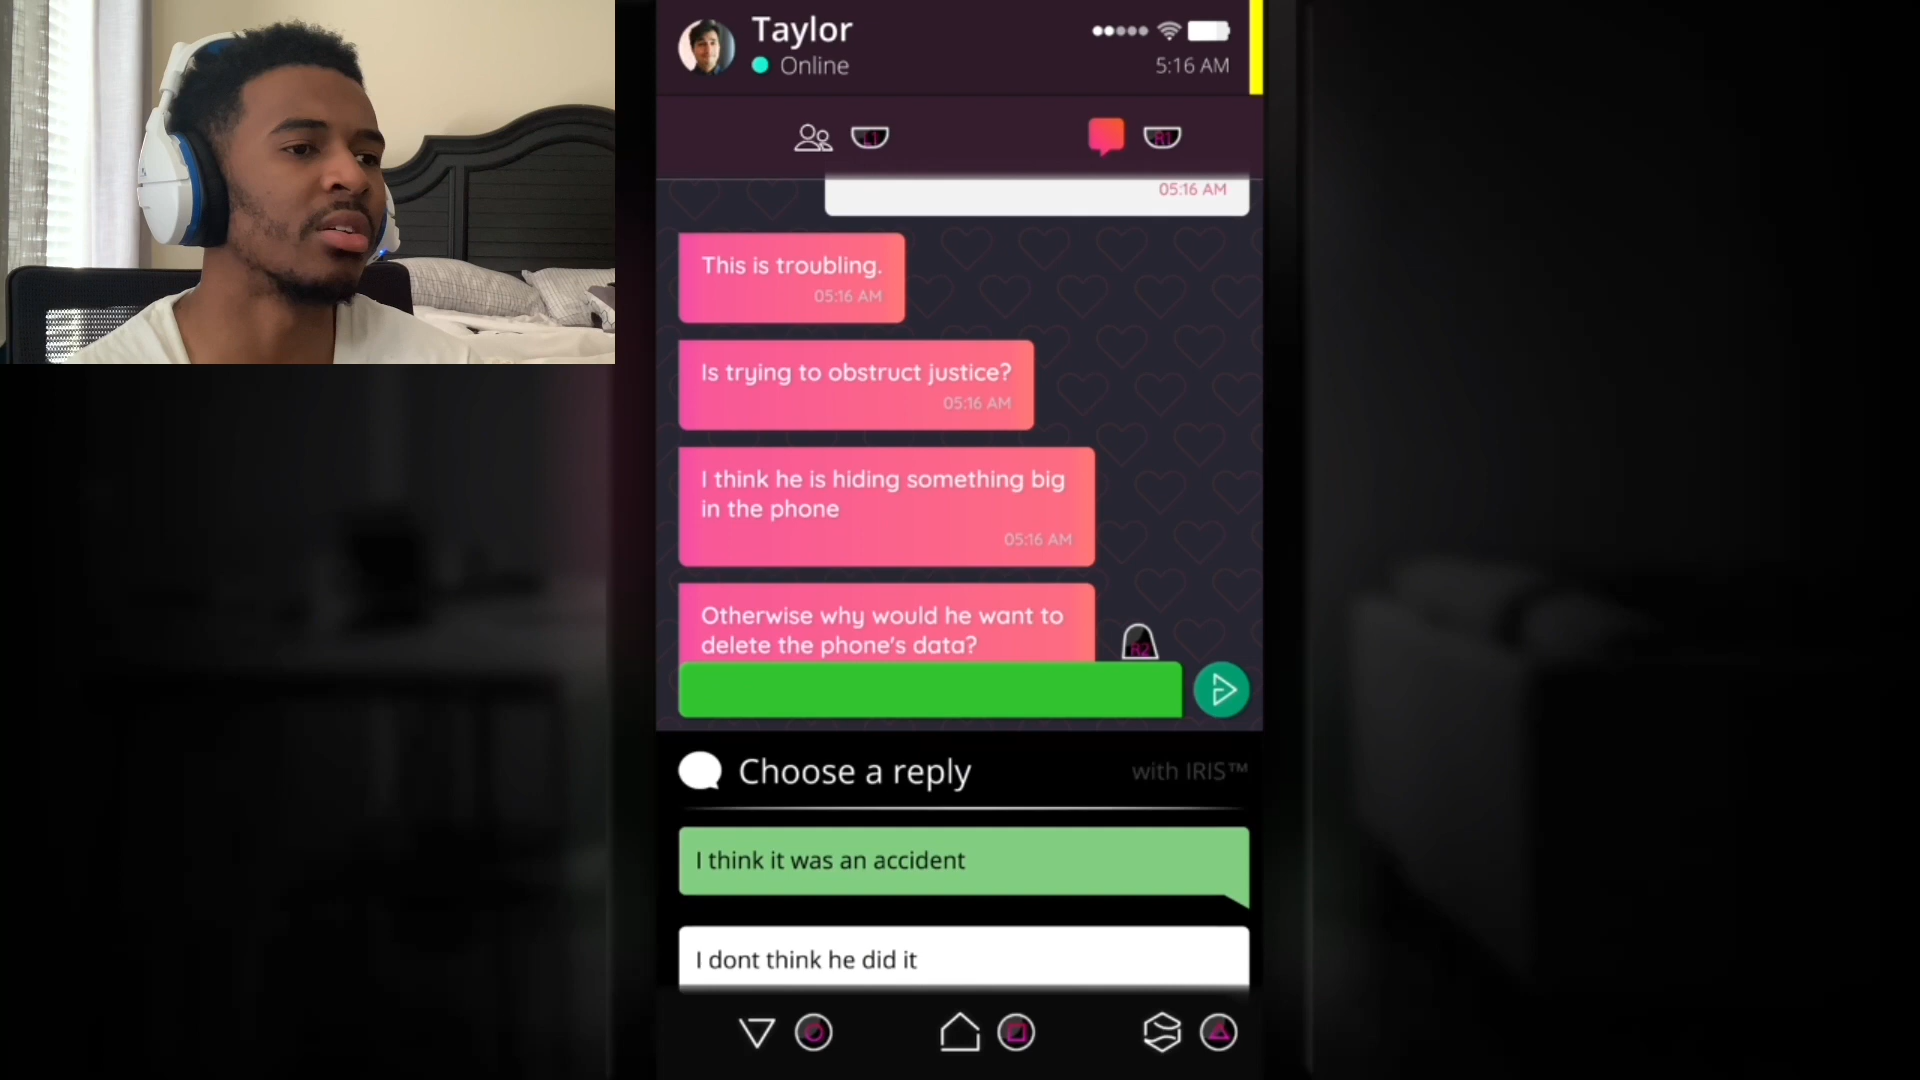 Taylor
Online
5:16 AM
L1
R1
05:16 AM
This is troubling.
05:16 AM
Is trying to obstruct justice?
05:16 AM
I think he is hiding something big
in the phone
05:16 AM
Otherwise why would he want to
delete the phone's data?
R2
Choose a reply
with IRIS™
I think it was an accident
I dont think he did it